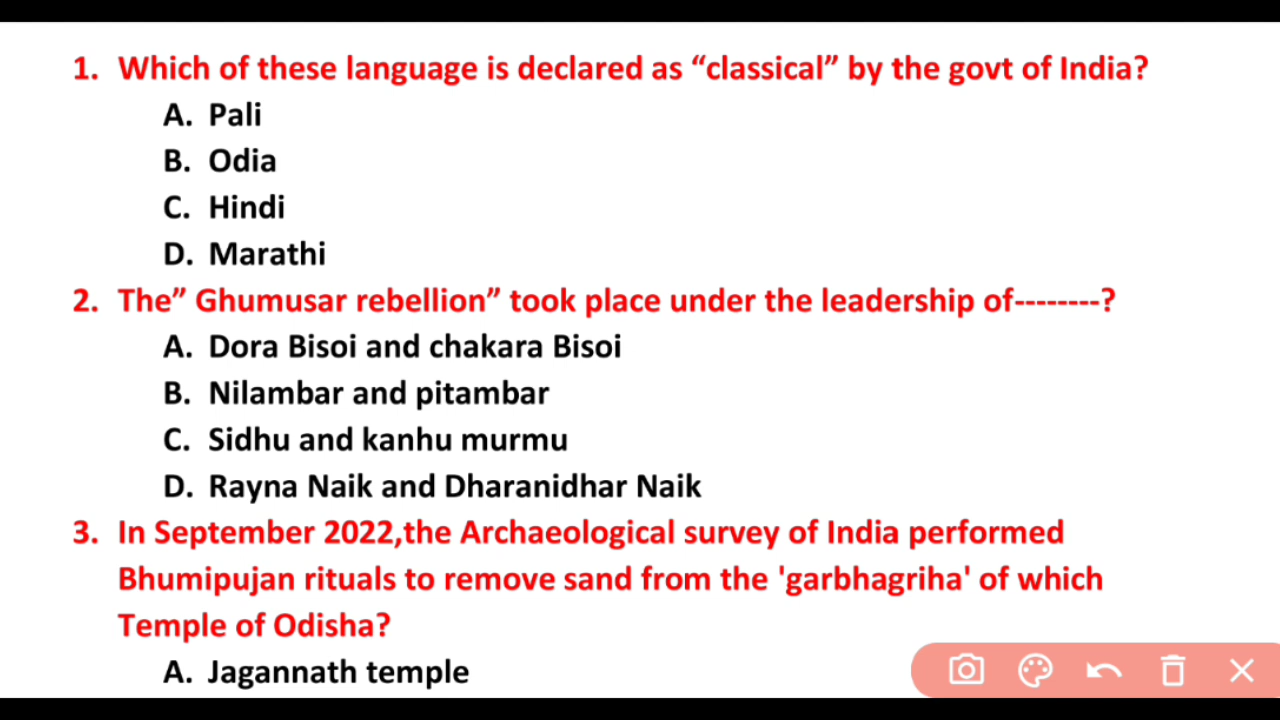 1. Which of these language is declared as “classical” by the govt of India?
A. Pali
B. Odia
C. Hindi
D. Marathi
2. The” Ghumusar rebellion” took place under the leadership of--------?
A. Dora Bisoi and chakara Bisoi
B. Nilambar and pitambar
C. Sidhu and kanhu murmu
D. Rayna Naik and Dharanidhar Naik
3. In September 2022,the Archaeological survey of India performed
Bhumipujan rituals to remove sand from the 'garbhagriha' of which
Temple of Odisha?
A. Jagannath temple